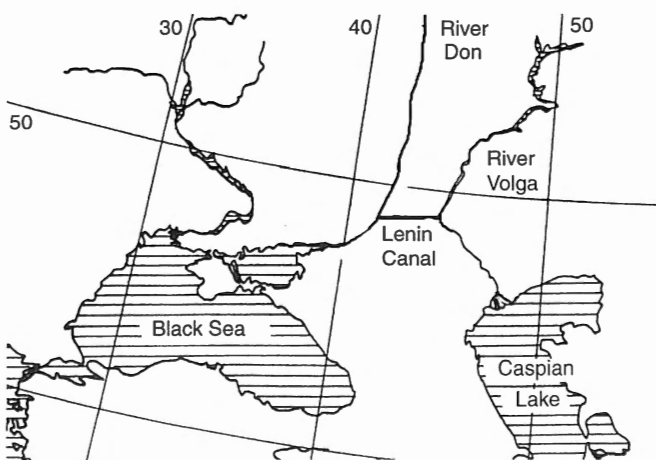 30
40
River
Don
50
50
River
Volga
Lenin
Canal
Black Sea
Caspian
Lake